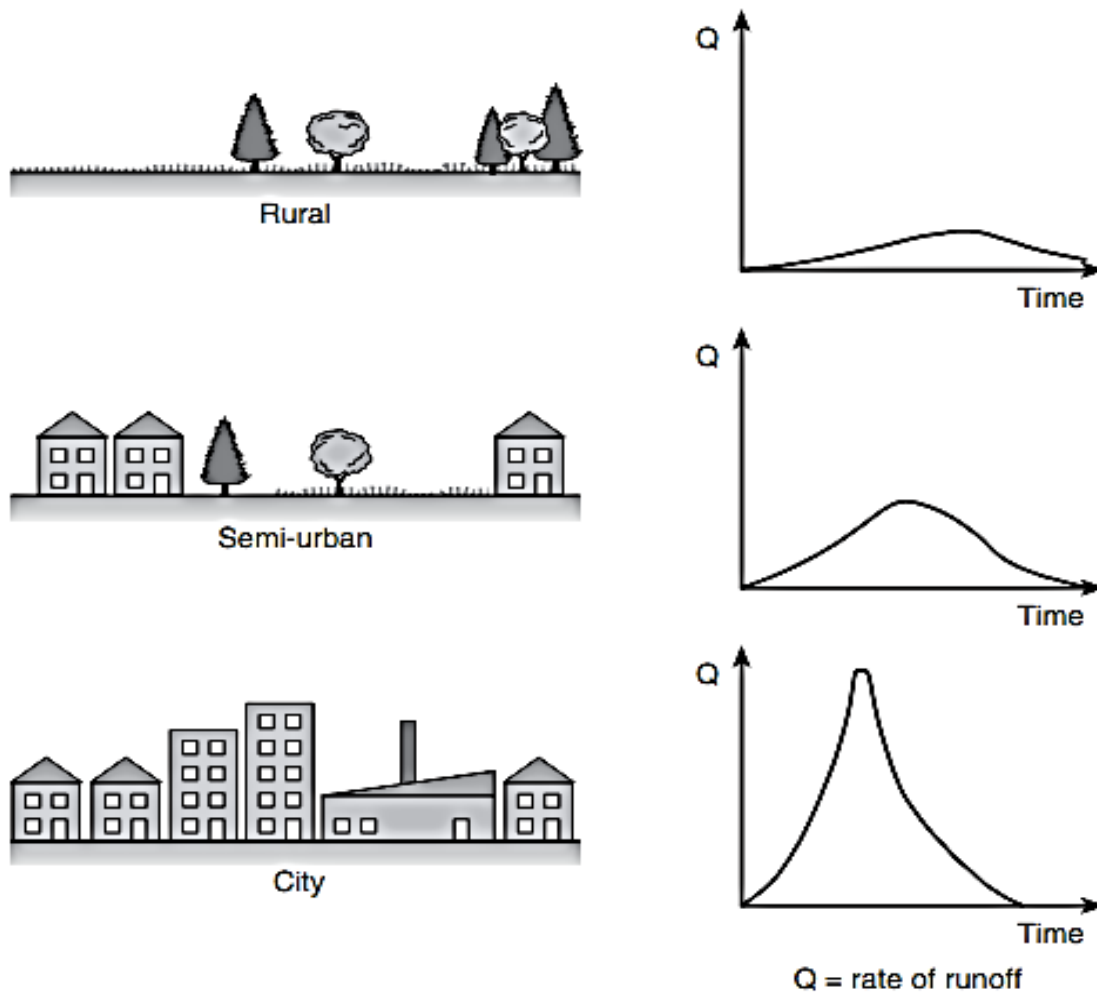 Q
Time
Rural
Q
Time
Semi-urban
Q
Time
City
Q = rate of runoff